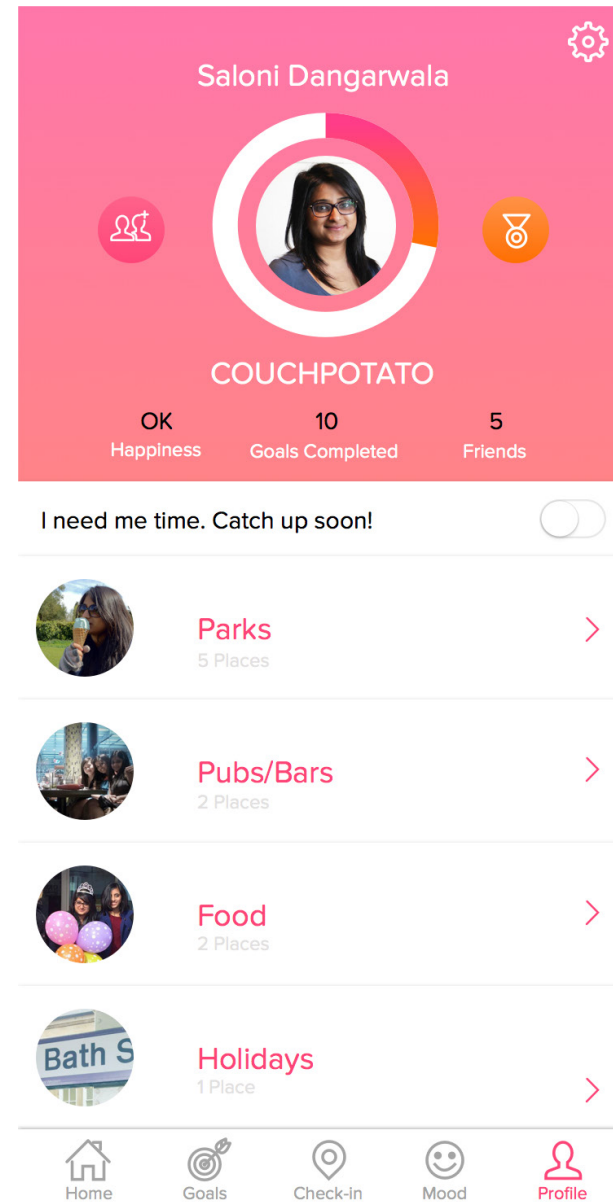 Saloni Dangarwala
COUCHPOTATO
OK 10 5
Happiness Goals Completed Friends
I need me time. Catch up soon!
Parks
5 Places
Pubs/Bars
2 Places
Food
2 Places
Bath S
Holidays
1 Place
Home Goals Check-in Mood Profile